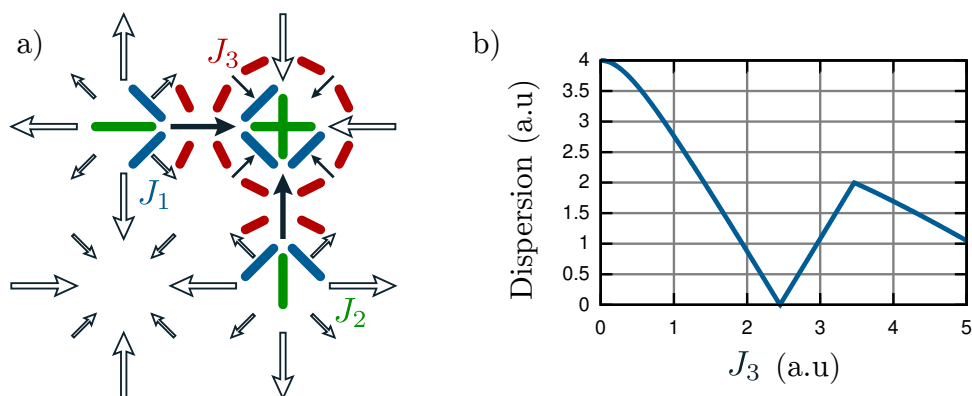 a)
J₃
J₁
J₂
b)
Dispersion (a.u)
4
3.5
3
2.5
2
1.5
1
0.5
0
0 1 2 3 4 5
J₃ (a.u)